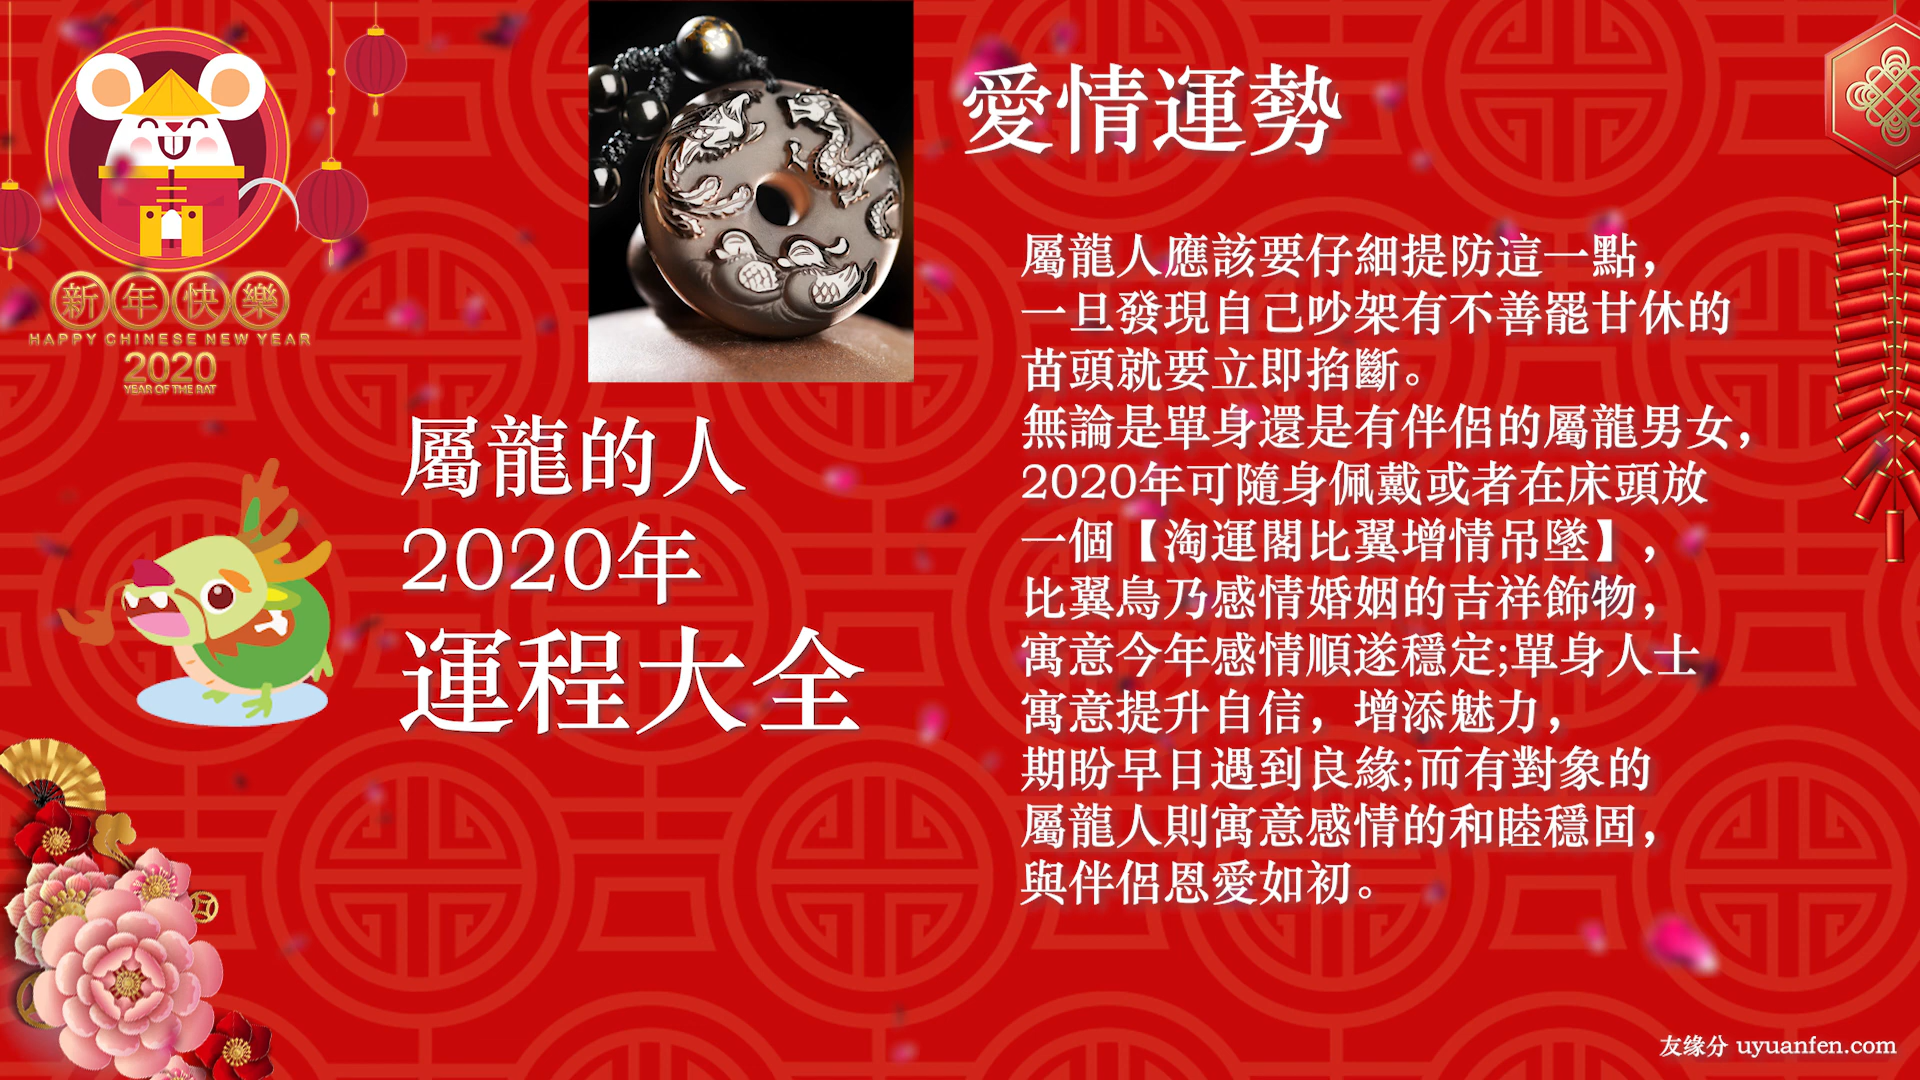 新年快樂
HAPPY CHINESE NEW YEAR
2020
YEAR OF THE RAT
屬龍的人
2020年
運程大全
愛情運勢
屬龍人應該要仔細提防這一點，
一旦發現自己吵架有不善罷甘休的
苗頭就要立即掐斷。
無論是單身還是有伴侶的屬龍男女，
2020年可隨身佩戴或者在床頭放
一個【淘運閣比翼增情吊墜】，
比翼鳥乃感情婚姻的吉祥飾物，
寓意今年感情順遂穩定;單身人士
寓意提升自信，增添魅力，
期盼早日遇到良緣;而有對象的
屬龍人則寓意感情的和睦穩固，
與伴侶恩愛如初。
友缘分 uyuanfen.com